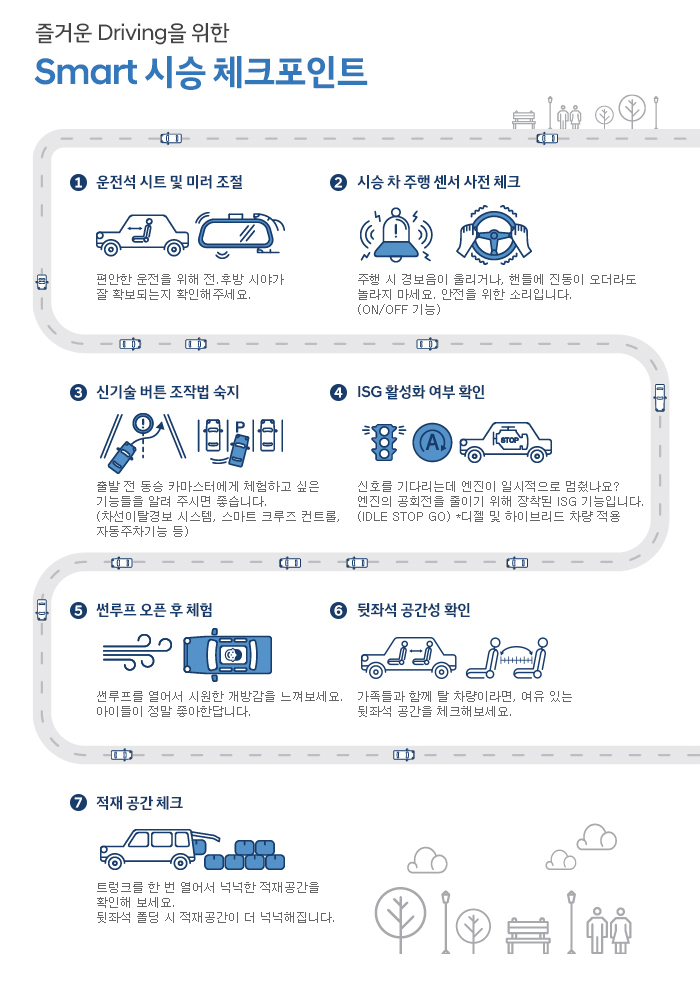 즐거운 Driving을 위한
Smart 시승 체크포인트
1 운전석 시트 및 미러 조절
편안한 운전을 위해 전.후방 시야가
잘 확보되는지 확인해주세요.
2 시승 차 주행 센서 사전 체크
주행 시 경보음이 울리거나, 핸들에 진동이 오더라도
놀라지 마세요. 안전을 위한 소리입니다.
(ON/OFF 기능)
3 신기술 버튼 조작법 숙지
P
출발 전 동승 카마스터에게 체험하고 싶은
기능들을 알려 주시면 좋습니다.
(차선이탈경보 시스템, 스마트 크루즈 컨트롤,
자동주차기능 등)
4 ISG 활성화 여부 확인
A
STOP
신호를 기다리는데 엔진이 일시적으로 멈췄나요?
엔진의 공회전을 줄이기 위해 장착된 ISG 기능입니다.
(IDLE STOP GO) *디젤 및 하이브리드 차량 적용
5 썬루프 오픈 후 체험
썬루프를 열어서 시원한 개방감을 느껴보세요.
아이들이 정말 좋아한답니다.
6 뒷좌석 공간성 확인
가족들과 함께 탈 차량이라면, 여유 있는
뒷좌석 공간을 체크해보세요.
7 적재 공간 체크
트렁크를 한 번 열어서 넉넉한 적재공간을
확인해 보세요.
뒷좌석 폴딩 시 적재공간이 더 넉넉해집니다.